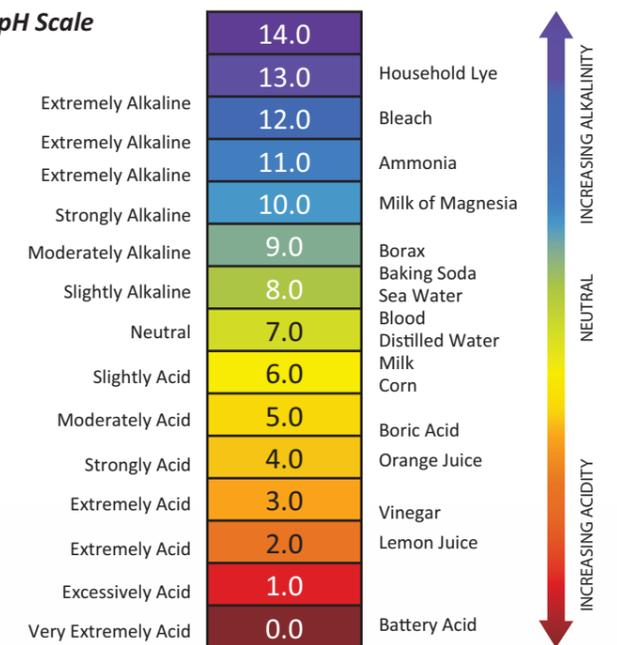 pH Scale
14.0
13.0
Household Lye
Extremely Alkaline
12.0
Bleach
Extremely Alkaline
11.0
Ammonia
Extremely Alkaline
10.0
Milk of Magnesia
Strongly Alkaline
9.0
Moderately Alkaline
Borax
Baking Soda
8.0
Slightly Alkaline
Sea Water
Blood
7.0
Neutral
Distilled Water
Milk
6.0
Slightly Acid
Corn
5.0
Moderately Acid
Boric Acid
4.0
Strongly Acid
Orange Juice
3.0
Extremely Acid
Vinegar
2.0
Extremely Acid
Lemon Juice
1.0
Excessively Acid
0.0
Very Extremely Acid
Battery Acid
INCREASING ALKALINITY
NEUTRAL
INCREASING ACIDITY